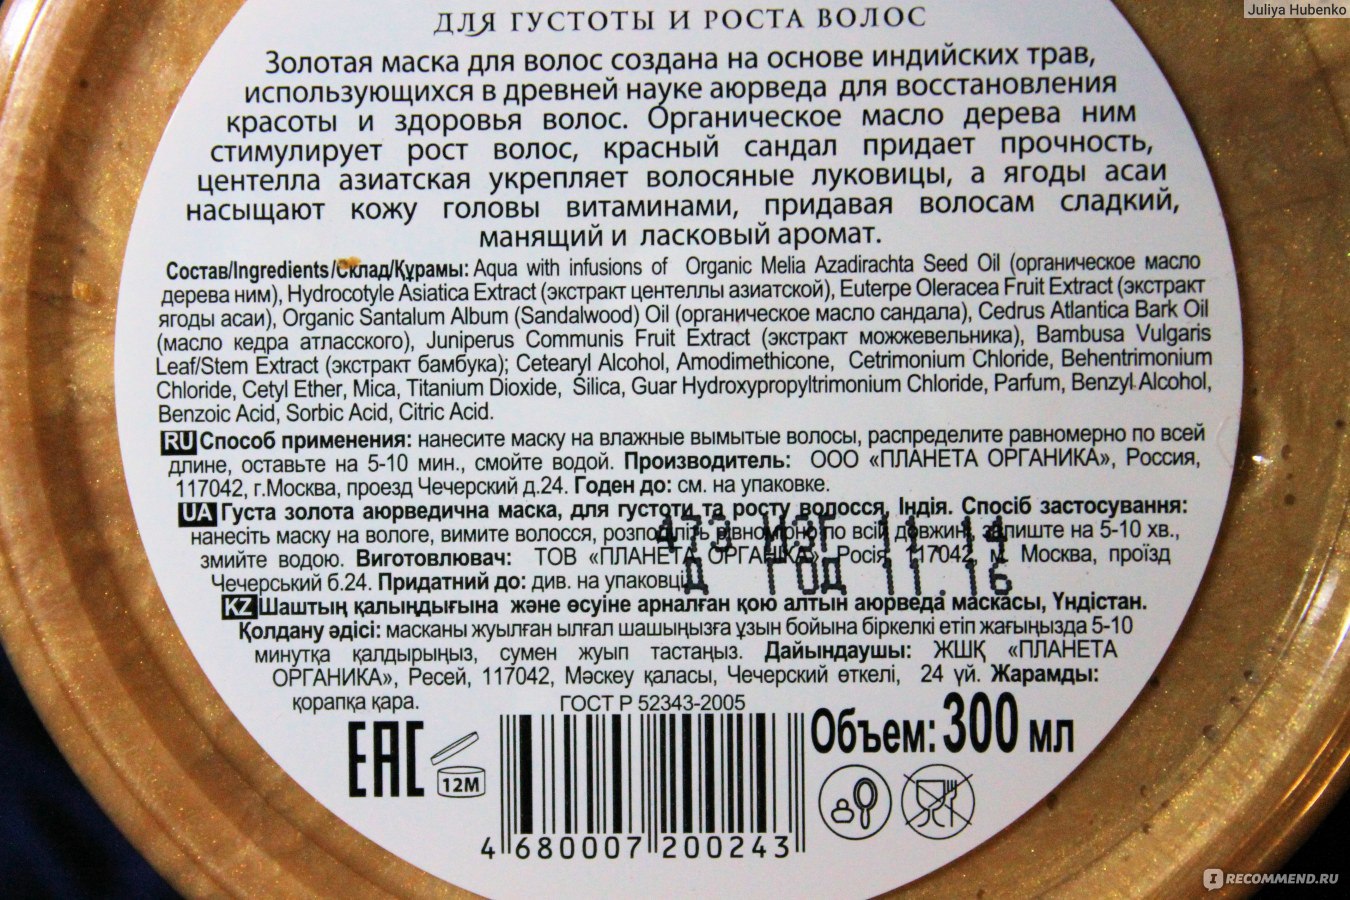 Juliya Hubenko
ДЛЯ ГУСТОТЫ И РОСТА ВОЛОС
Золотая маска для волос создана на основе индийских трав,
использующихся в древней науке аюрведа для восстановления
красоты и здоровья волос. Органическое масло дерева ним
стимулирует рост волос, красный сандал придает прочность,
центелла азиатская укрепляет волосяные луковицы, а ягоды асаи
насыщают кожу головы витаминами, придавая волосам сладкий,
манящий и ласковый аромат.
Состав/Ingredients/Склад/Құрамы: Aqua with infusions of Organic Melia Azadirachta Seed Oil (органическое масло
дерева ним), Hydrocotyle Asiatica Extract (экстракт центеллы азиатской), Euterpe Oleracea Fruit Extract (экстракт
ягоды асаи), Organic Santalum Album (Sandalwood) Oil (органическое масло сандала), Cedrus Atlantica Bark Oil
(масло кедра атласского), Juniperus Communis Fruit Extract (экстракт можжевельника), Bambusa Vulgaris
Leaf/Stem Extract (экстракт бамбука); Cetearyl Alcohol, Amodimethicone, Cetrimonium Chloride, Behentrimonium
Chloride, Cetyl Ether, Mica, Titanium Dioxide, Silica, Guar Hydroxypropyltrimonium Chloride, Parfum, Benzyl Alcohol,
Benzoic Acid, Sorbic Acid, Citric Acid.
RU Способ применения: нанесите маску на влажные вымытые волосы, распределите равномерно по всей
длине, оставьте на 5-10 мин., смойте водой. Производитель: ООО «ПЛАНЕТА ОРГАНИКА», Россия,
117042, г.Москва, проезд Чечерский д.24. Годен до: см. на упаковке.
UA Густа золота аюрведична маска, для густоти та росту волосся, Індія. Спосіб застосування:
нанесіть маску на вологе, вимите волосся, розподіліть рівномірно по всій довжині, залиште на 5-10 хв.,
змийте водою. Виготовлювач: ТОВ «ПЛАНЕТА ОРГАНІКА», Росія, 117042, м. Москва, проїзд
Чечерський б.24. Придатний до: див. на упаковці.
473 ИЗГ 11.14
Д ГОД 11.16
KZ Шаштың қалыңдығына және өсуіне арналған қою алтын аюрведа маскасы, Үндістан.
Қолдану әдісі: масканы жуылған ылғал шашыңызға ұзын бойына біркелкі етіп жағыңызда 5-10
минутқа қалдырыңыз, сумен жуып тастаңыз. Дайындаушы: ЖШҚ «ПЛАНЕТА
ОРГАНИКА», Ресей, 117042, Мәскеу қаласы, Чечерский өткелі, 24 үй. Жарамды:
қорапқа қара.
ГОСТ Р 52343-2005
EAC
12M
Объем: 300 мл
4 680007 200243
IRECOMMEND.RU